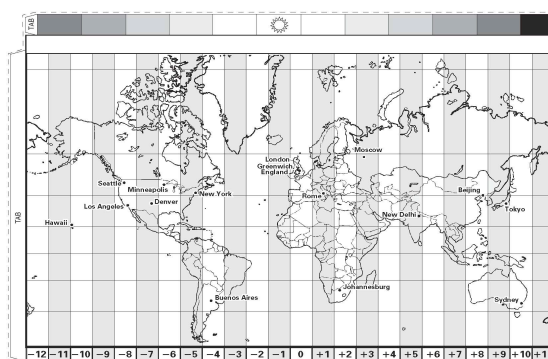 TAB
TAB
Moscow
London
Greenwich,
England
Seattle
Minneapolis
New York
Rome
Beijing
Los Angeles
Denver
New Delhi
Tokyo
Hawaii
Johannesburg
Buenos Aires
Sydney
−12 −11 −10 −9 −8 −7 −6 −5 −4 −3 −2 −1 0 +1 +2 +3 +4 +5 +6 +7 +8 +9 +10 +1